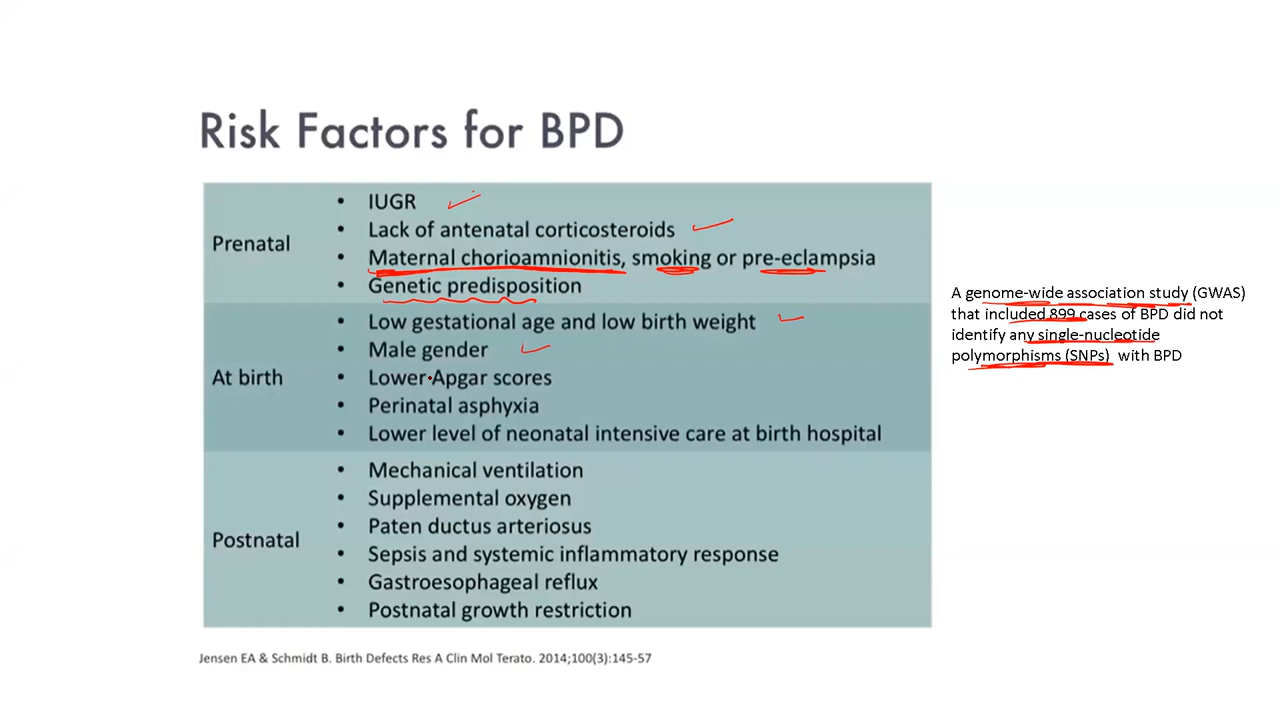 Risk Factors for BPD
Prenatal
• IUGR
• Lack of antenatal corticosteroids
• Maternal chorioamnionitis, smoking or pre-eclampsia
• Genetic predisposition
At birth
• Low gestational age and low birth weight
• Male gender
• Lower Apgar scores
• Perinatal asphyxia
• Lower level of neonatal intensive care at birth hospital
Postnatal
• Mechanical ventilation
• Supplemental oxygen
• Paten ductus arteriosus
• Sepsis and systemic inflammatory response
• Gastroesophageal reflux
• Postnatal growth restriction
A genome-wide association study (GWAS)
that included 899 cases of BPD did not
identify any single-nucleotide
polymorphisms (SNPs) with BPD
Jensen EA & Schmidt B. Birth Defects Res A Clin Mol Terato. 2014;100(3):145-57